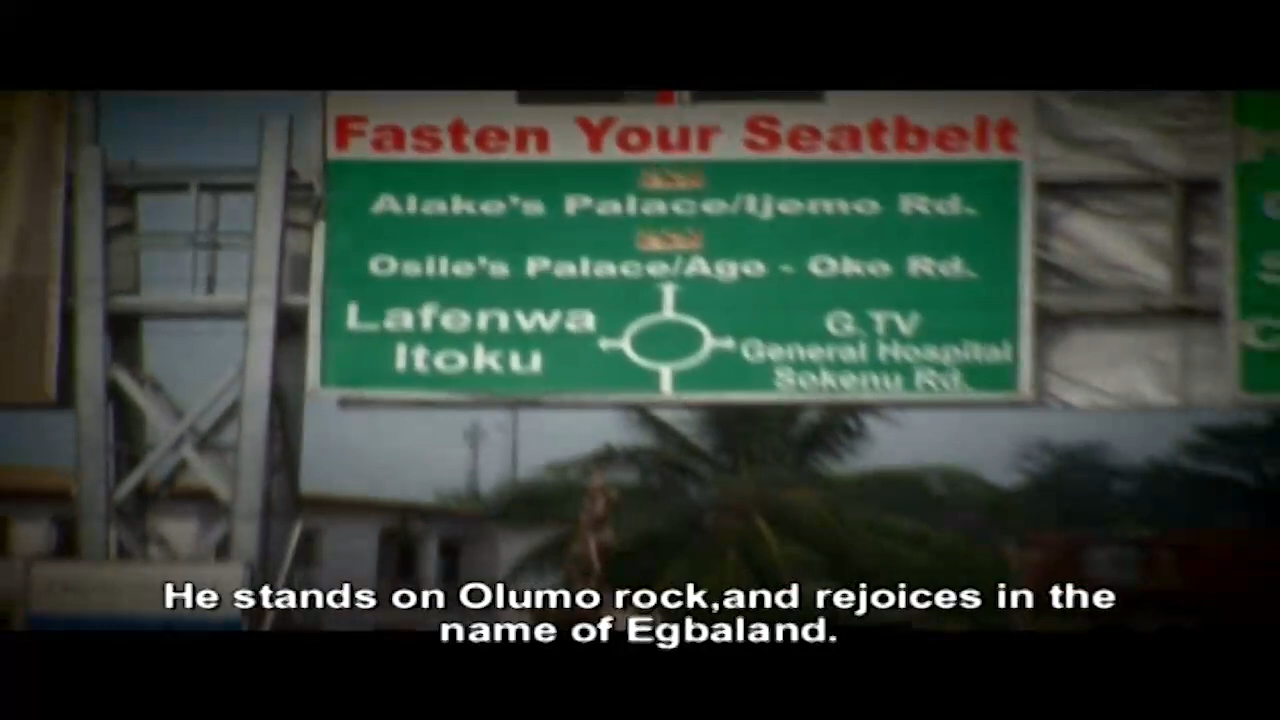 Fasten Your Seatbelt
Alake's Palace/Ijemo Rd.
Osile's Palace/Ago - Oko Rd.
Lafenwa
Itoku
G.TV
General Hospital
Sokenu Rd.
He stands on Olumo rock,and rejoices in the
name of Egbaland.